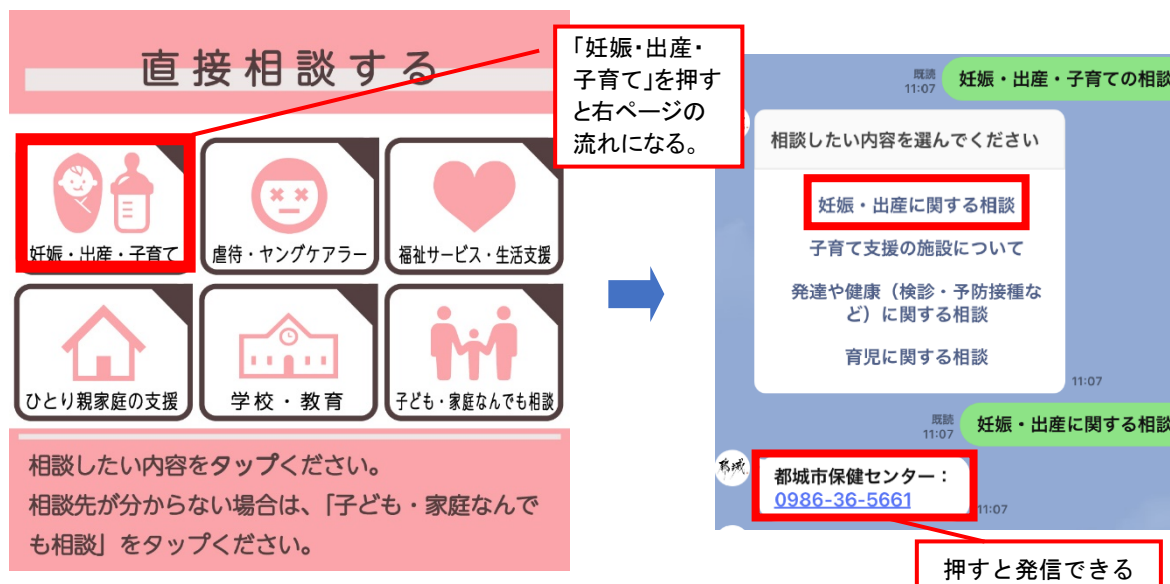 直接相談する
妊娠・出産・子育て
虐待・ヤングケアラー
福祉サービス・生活支援
ひとり親家庭の支援
学校・教育
子ども・家庭なんでも相談
相談したい内容をタップください。
相談先が分からない場合は、「子ども・家庭なんで
も相談」をタップください。
「妊娠・出産・
子育て」を押す
と右ページの
流れになる。
既読
11:07
妊娠・出産・子育ての相談
相談したい内容を選んでください
妊娠・出産に関する相談
子育て支援の施設について
発達や健康（検診・予防接種な
ど）に関する相談
育児に関する相談
11:07
既読
11:07
妊娠・出産に関する相談
都城
都城市保健センター：
0986-36-5661
11:07
押すと発信できる